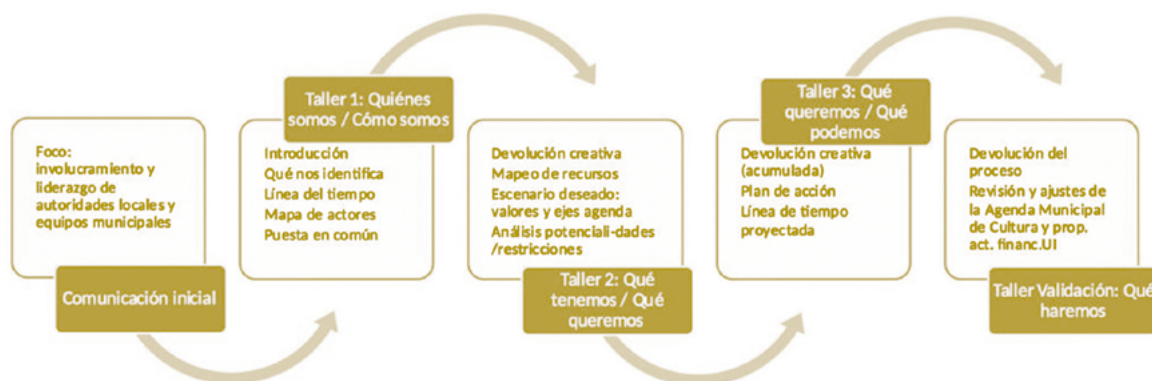 Foco:
involucramiento y
liderazgo de
autoridades locales y
equipos municipales
Comunicación inicial
Taller 1: Quiénes
somos / Cómo somos
Introducción
Qué nos identifica
Línea del tiempo
Mapa de actores
Puesta en común
Devolución creativa
Mapeo de recursos
Escenario deseado:
valores y ejes agenda
Análisis potenciali-dades
/restricciones
Taller 2: Qué
tenemos / Qué
queremos
Taller 3: Qué
queremos / Qué
podemos
Devolución creativa
(acumulada)
Plan de acción
Línea de tiempo
proyectada
Devolución del
proceso
Revisión y ajustes de
la Agenda Municipal
de Cultura y prop.
act. financ.UI
Taller Validación: Qué
haremos